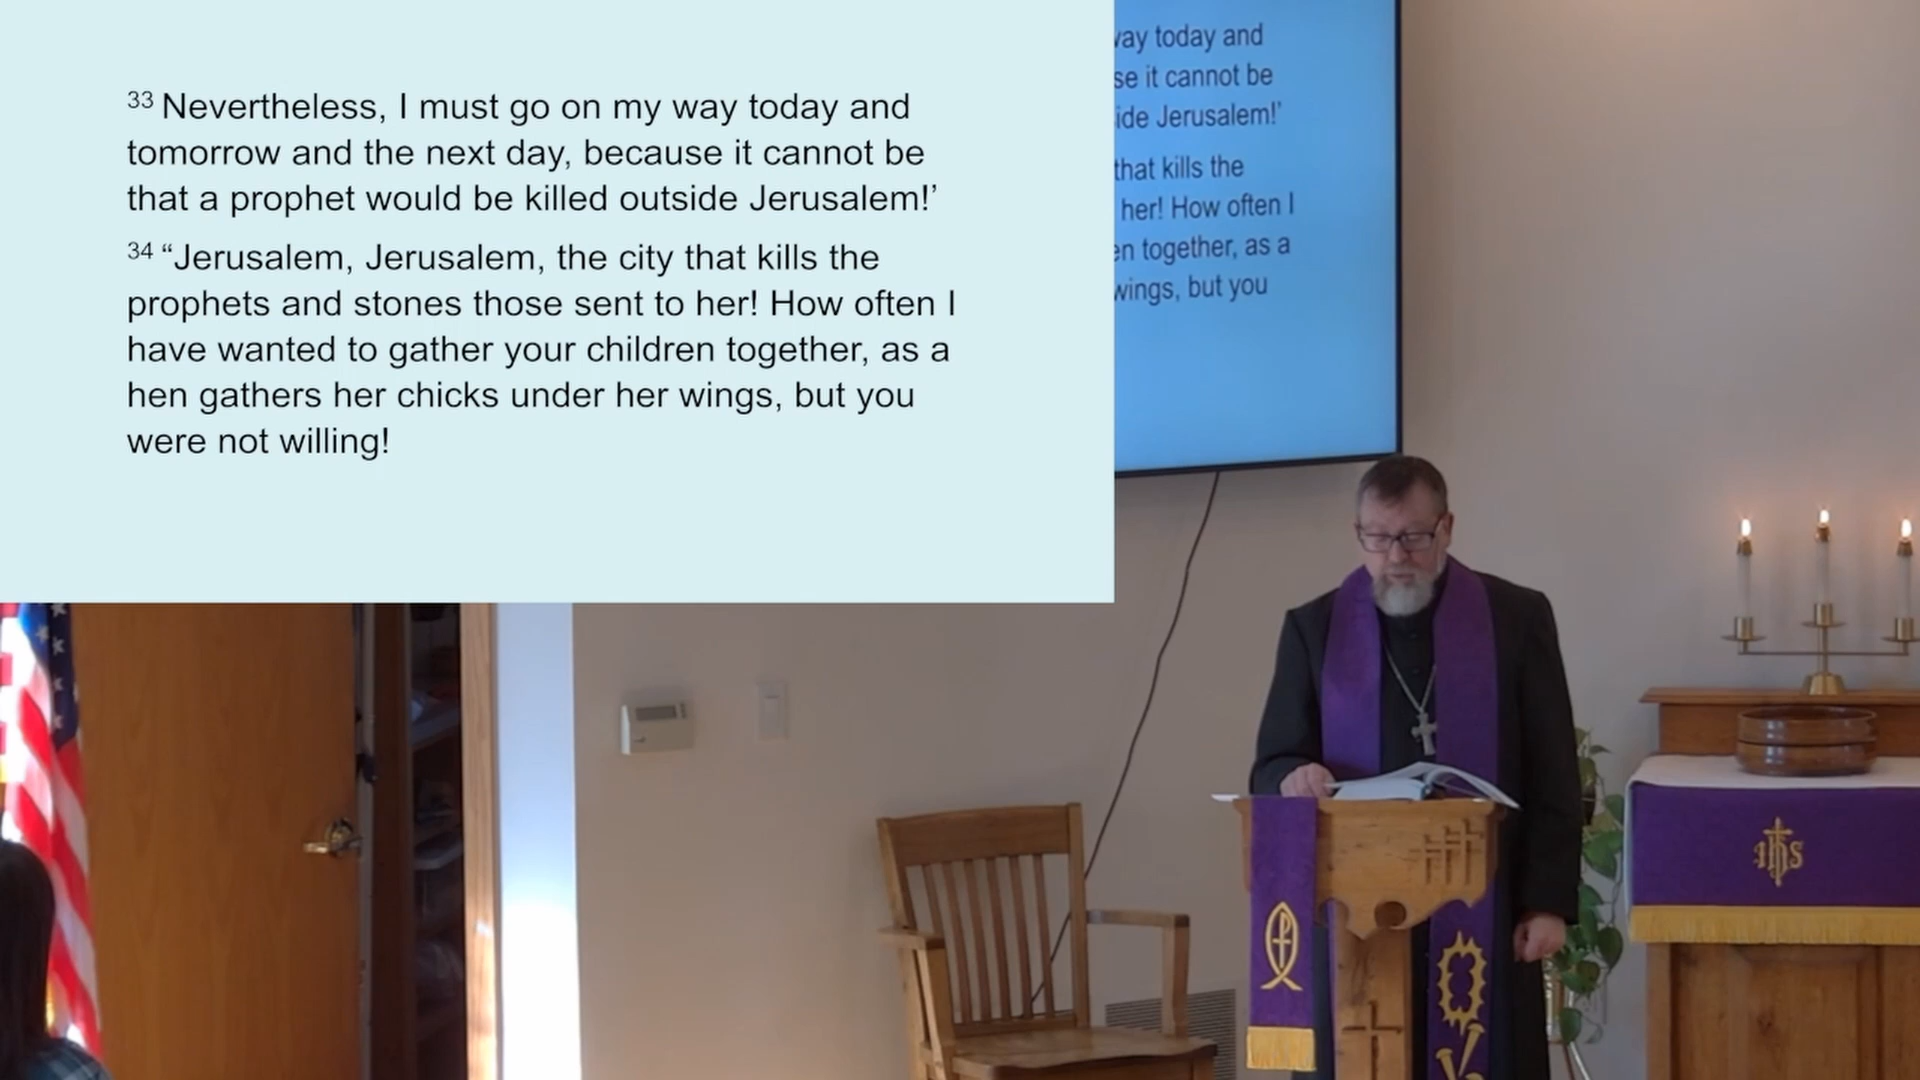 33 Nevertheless, I must go on my way today and
tomorrow and the next day, because it cannot be
that a prophet would be killed outside Jerusalem!’
34 “Jerusalem, Jerusalem, the city that kills the
prophets and stones those sent to her! How often I
have wanted to gather your children together, as a
hen gathers her chicks under her wings, but you
were not willing!
way today and
se it cannot be
ide Jerusalem!'
that kills the
her! How often I
en together, as a
wings, but you
IHS